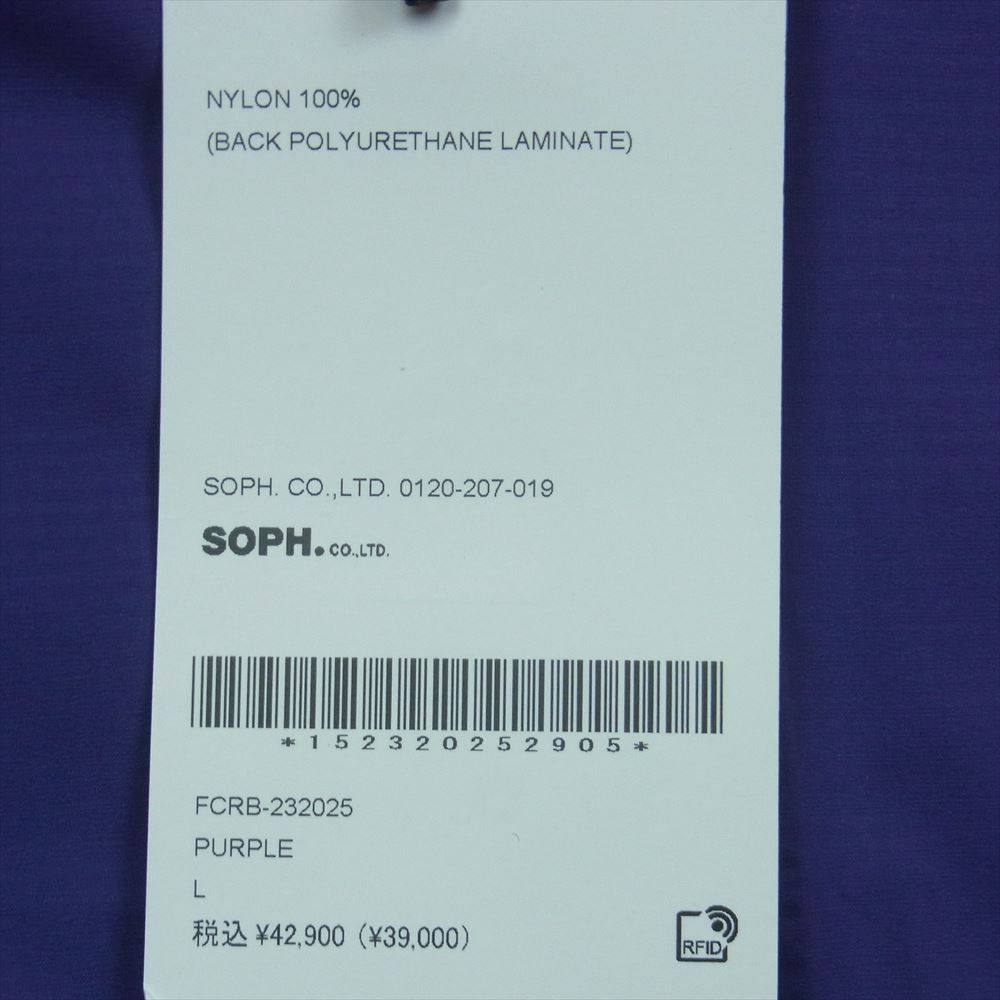 NYLON 100%
(BACK POLYURETHANE LAMINATE)
SOPH. CO.,LTD. 0120-207-019
SOPH. CO.,LTD.
*152320252905*
FCRB-232025
PURPLE
L
税込 ¥42,900 (¥39,000)
RFID